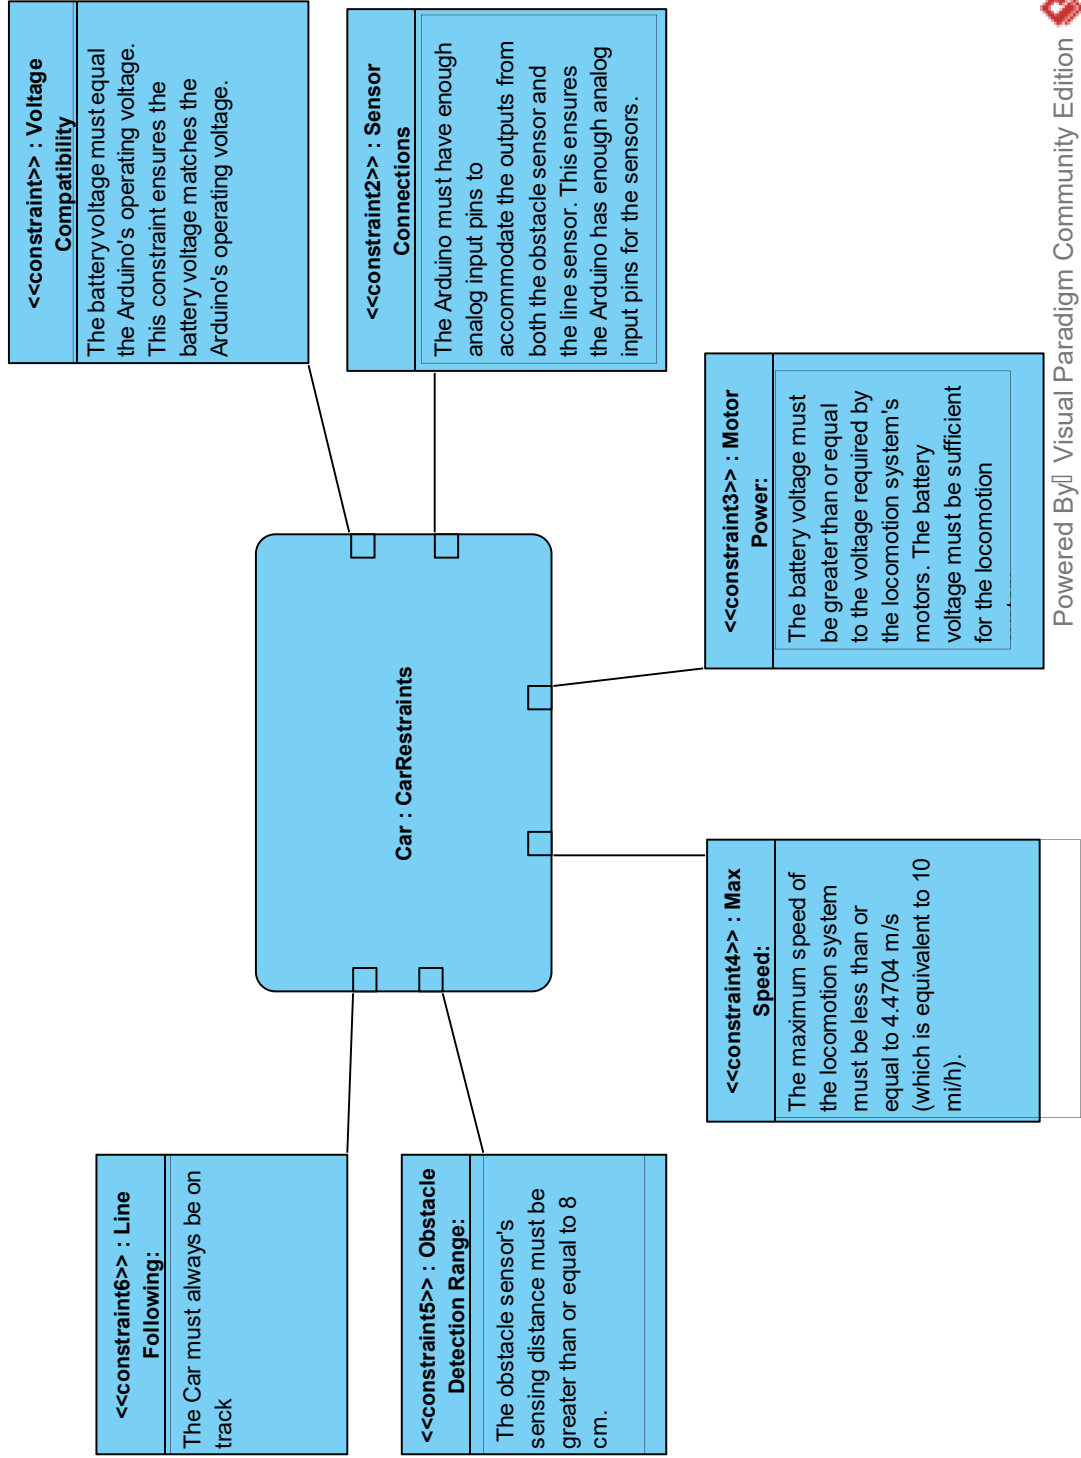 <<constraint6>> : Line
Following:
The Car must always be on
track
<<constraint5>> : Obstacle
Detection Range:
The obstacle sensor's
sensing distance must be
greater than or equal to 8
cm.
<<constraint4>> : Max
Speed:
The maximum speed of
the locomotion system
must be less than or
equal to 4.4704 m/s
(which is equivalent to 10
mi/h).
Car : CarRestraints
<<constraint3>> : Motor
Power:
The battery voltage must
be greater than or equal
to the voltage required by
the locomotion system's
motors. The battery
voltage must be sufficient
for the locomotion
<<constraint>> : Voltage
Compatibility
The battery voltage must equal
the Arduino's operating voltage.
This constraint ensures the
battery voltage matches the
Arduino's operating voltage.
<<constraint2>> : Sensor
Connections
The Arduino must have enough
analog input pins to
accommodate the outputs from
both the obstacle sensor and
the line sensor. This ensures
the Arduino has enough analog
input pins for the sensors.
Powered By Visual Paradigm Community Edition